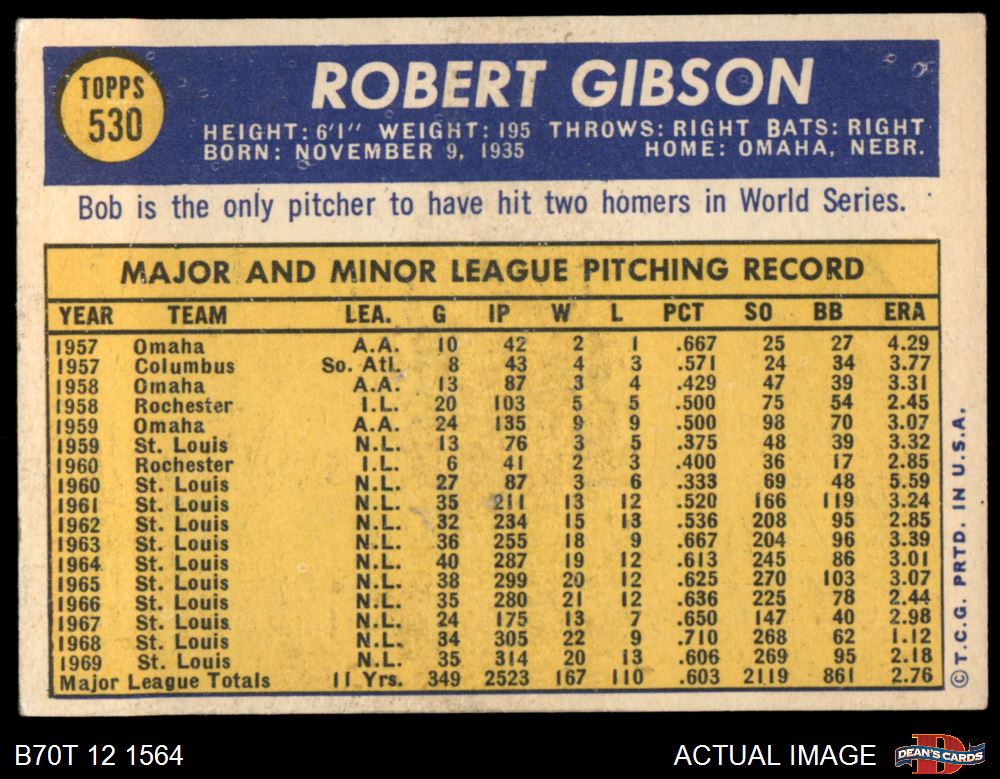 TOPPS
530
ROBERT GIBSON
HEIGHT: 6'1" WEIGHT: 195 THROWS: RIGHT BATS: RIGHT
BORN: NOVEMBER 9, 1935 HOME: OMAHA, NEBR.
Bob is the only pitcher to have hit two homers in World Series.
MAJOR AND MINOR LEAGUE PITCHING RECORD
YEAR TEAM LEA. G IP W L PCT SO BB ERA
1957 Omaha A.A. 10 42 2 1 .667 25 27 4.29
1957 Columbus So. Atl. 8 43 4 3 .571 24 34 3.77
1958 Omaha A.A. 13 87 3 4 .429 47 39 3.31
1958 Rochester I.L. 20 103 5 5 .500 75 54 2.45
1959 Omaha A.A. 24 135 9 9 .500 98 70 3.07
1959 St. Louis N.L. 13 76 3 5 .375 48 39 3.32
1960 Rochester I.L. 6 41 2 3 .400 36 17 2.85
1960 St. Louis N.L. 27 87 3 6 .333 69 48 5.59
1961 St. Louis N.L. 35 211 13 12 .520 166 119 3.24
1962 St. Louis N.L. 32 234 15 13 .536 208 95 2.85
1963 St. Louis N.L. 36 255 18 9 .667 204 96 3.39
1964 St. Louis N.L. 40 287 19 12 .613 245 86 3.01
1965 St. Louis N.L. 38 299 20 12 .625 270 103 3.07
1966 St. Louis N.L. 35 280 21 12 .636 225 78 2.44
1967 St. Louis N.L. 24 175 13 7 .650 147 40 2.98
1968 St. Louis N.L. 34 305 22 9 .710 268 62 1.12
1969 St. Louis N.L. 35 314 20 13 .606 269 95 2.18
Major League Totals 11 Yrs. 349 2523 167 110 .603 2119 861 2.76
© T.C.G. PRTD. IN U.S.A.
B70T 12 1564
ACTUAL IMAGE
DEAN'S CARDS